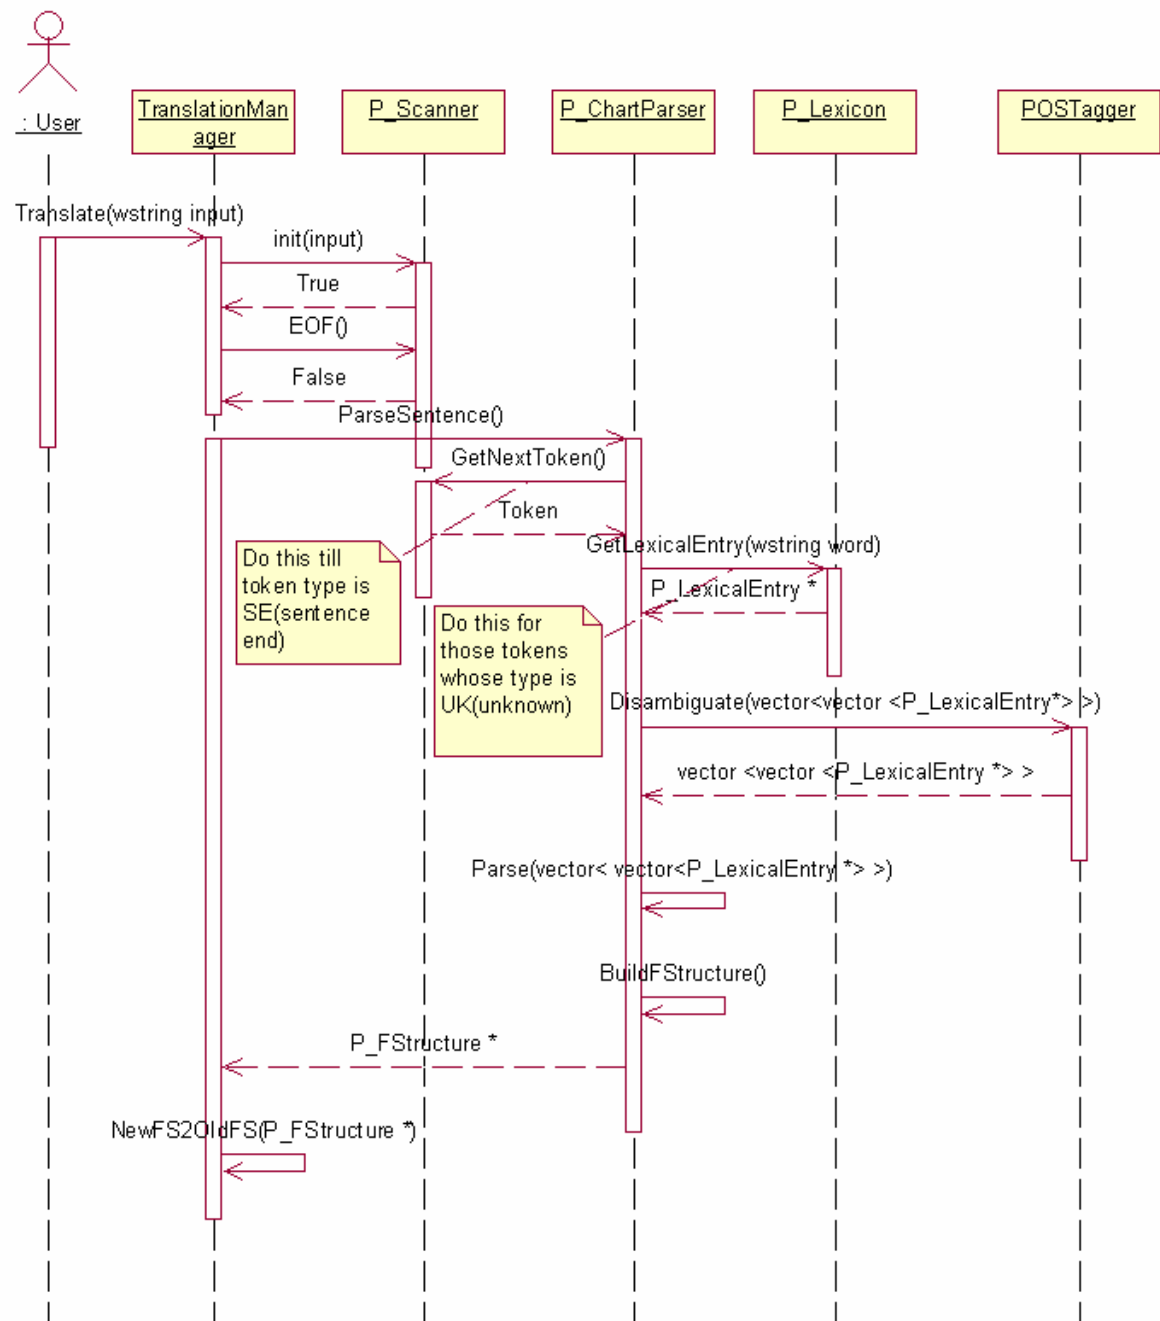 : User
TranslationMan
ager
P_Scanner
P_ChartParser
P_Lexicon
POSTagger
Translate(wstring input)
init(input)
True
EOF()
False
ParseSentence()
GetNextToken()
Token
GetLexicalEntry(wstring word)
P_LexicalEntry *
Do this till
token type is
SE(sentence
end)
Do this for
those tokens
whose type is
UK(unknown)
Disambiguate(vector<vector <P_LexicalEntry*> >)
vector <vector <P_LexicalEntry *> >
Parse(vector< vector<P_LexicalEntry *> >)
BuildFStructure()
P_FStructure *
NewFS2OldFS(P_FStructure *)